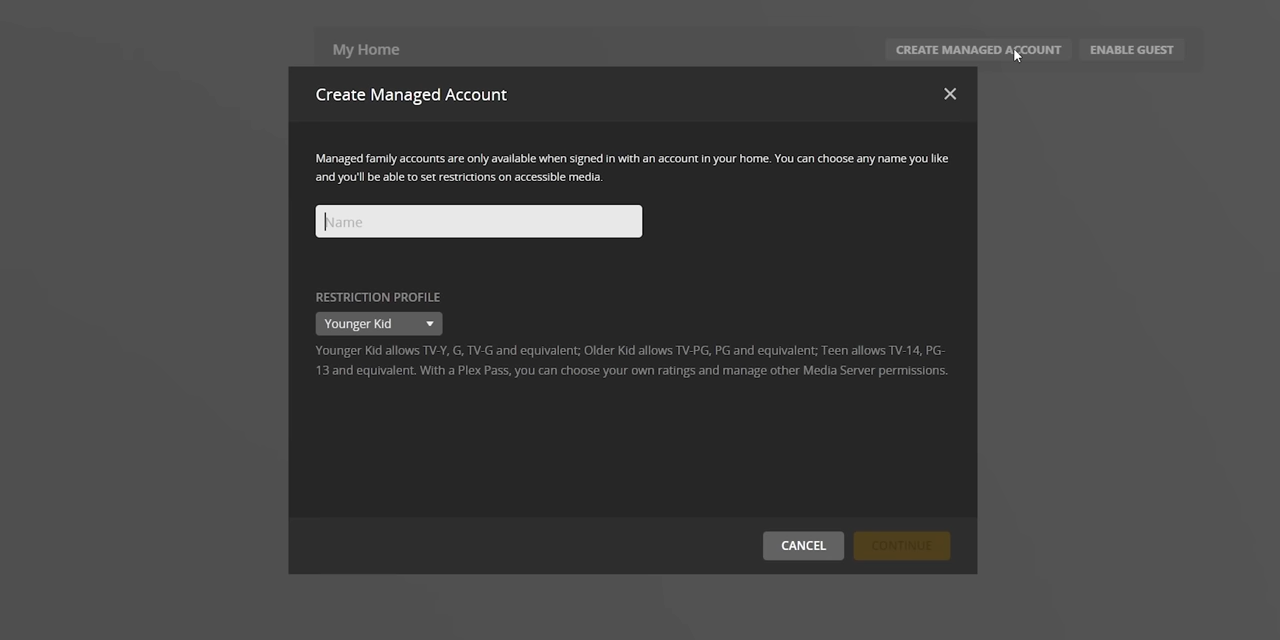 My Home
CREATE MANAGED ACCOUNT
ENABLE GUEST
Create Managed Account
Managed family accounts are only available when signed in with an account in your home. You can choose any name you like
and you'll be able to set restrictions on accessible media.
Name
RESTRICTION PROFILE
Younger Kid
Younger Kid allows TV-Y, G, TV-G and equivalent; Older Kid allows TV-PG, PG and equivalent; Teen allows TV-14, PG-
13 and equivalent. With a Plex Pass, you can choose your own ratings and manage other Media Server permissions.
CANCEL
CONTINUE